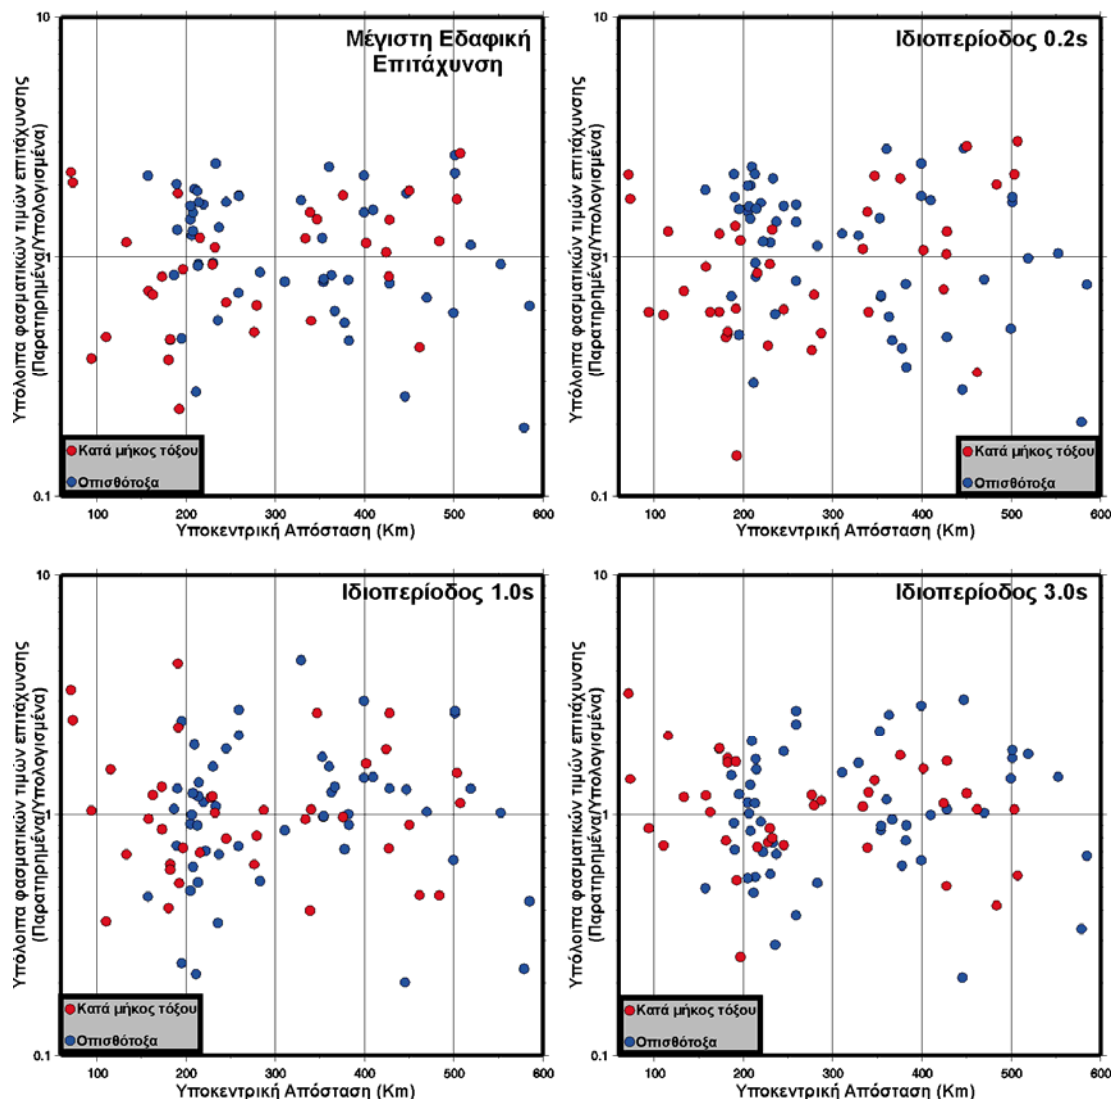 Μέγιστη Εδαφική
Επιτάχυνση
10
1
0.1
Υπόλοιπα φασματικών τιμών επιτάχυνσης
(Παρατηρημένα/Υπολογισμένα)
Κατά μήκος τόξου
Οπισθότοξα
100 200 300 400 500 600
Υποκεντρική Απόσταση (Km)
Ιδιοπερίοδος 0.2s
10
1
0.1
Υπόλοιπα φασματικών τιμών επιτάχυνσης
(Παρατηρημένα/Υπολογισμένα)
Κατά μήκος τόξου
Οπισθότοξα
100 200 300 400 500 600
Υποκεντρική Απόσταση (Km)
Ιδιοπερίοδος 1.0s
10
1
0.1
Υπόλοιπα φασματικών τιμών επιτάχυνσης
(Παρατηρημένα/Υπολογισμένα)
Κατά μήκος τόξου
Οπισθότοξα
100 200 300 400 500 600
Υποκεντρική Απόσταση (Km)
Ιδιοπερίοδος 3.0s
10
1
0.1
Υπόλοιπα φασματικών τιμών επιτάχυνσης
(Παρατηρημένα/Υπολογισμένα)
Κατά μήκος τόξου
Οπισθότοξα
100 200 300 400 500 600
Υποκεντρική Απόσταση (Km)